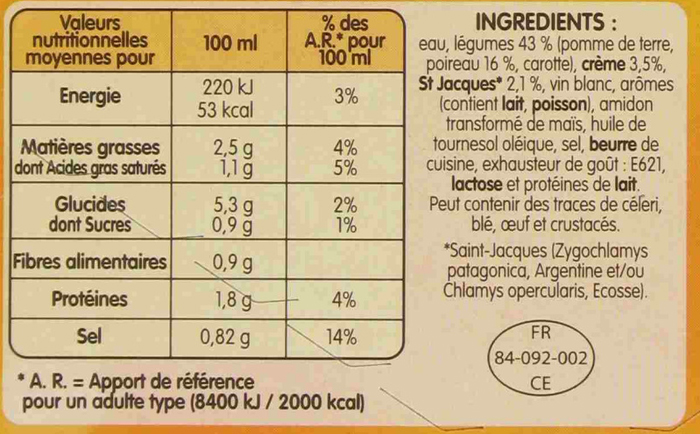 Valeurs
nutritionnelles
moyennes pour
100 ml
% des
A.R.* pour
100 ml
Energie
220 kJ
53 kcal
3%
Matières grasses
dont Acides gras saturés
2,5 g
1,1 g
4%
5%
Glucides
dont Sucres
5,3 g
0,9 g
2%
1%
Fibres alimentaires
0,9 g
Protéines
1,8 g
4%
Sel
0,82 g
14%
* A. R. = Apport de référence
pour un adulte type (8400 kJ / 2000 kcal)
INGREDIENTS :
eau, légumes 43 % (pomme de terre,
poireau 16 %, carotte), crème 3,5%,
St Jacques* 2,1 %, vin blanc, arômes
(contient lait, poisson), amidon
transformé de maïs, huile de
tournesol oléique, sel, beurre de
cuisine, exhausteur de goût : E621,
lactose et protéines de lait.
Peut contenir des traces de céleri,
blé, œuf et crustacés.
*Saint-Jacques (Zygochlamys
patagonica, Argentine et/ou
Chlamys opercularis, Ecosse).
FR
84-092-002
CE